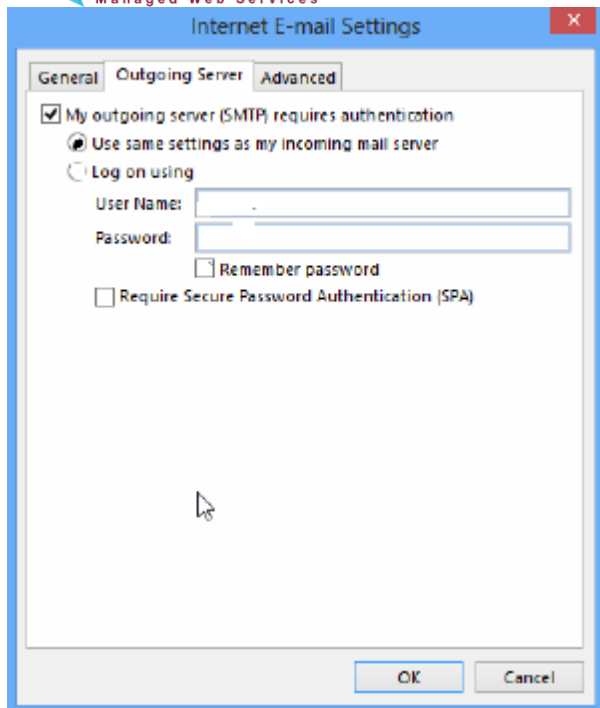 Managed Web Services
Internet E-mail Settings
General Outgoing Server Advanced
My outgoing server (SMTP) requires authentication
Use same settings as my incoming mail server
Log on using
User Name:
Password:
Remember password
Require Secure Password Authentication (SPA)
OK Cancel